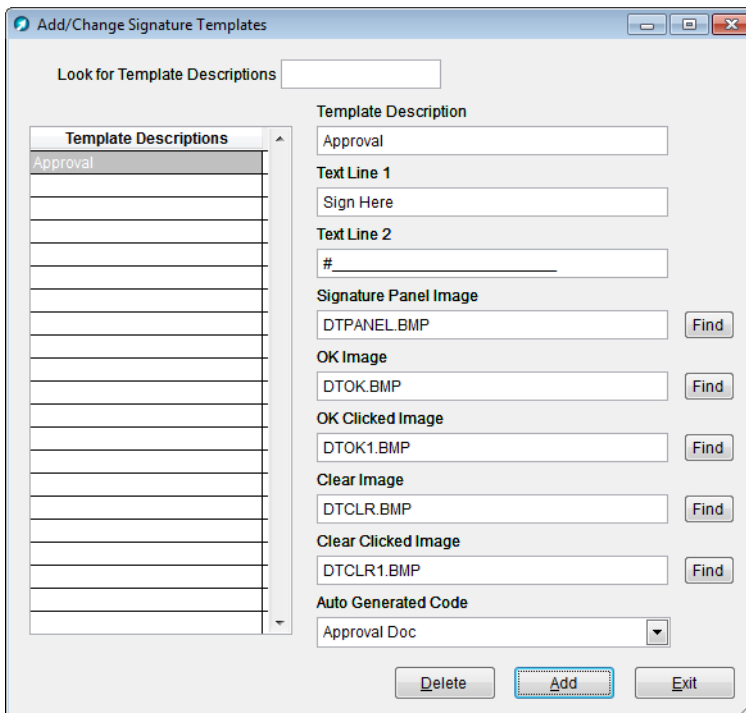 Add/Change Signature Templates
Look for Template Descriptions
Template Descriptions
Approval
Template Description
Approval
Text Line 1
Sign Here
Text Line 2
#____________________________
Signature Panel Image
DTPANEL.BMP
Find
OK Image
DTOK.BMP
Find
OK Clicked Image
DTOK1.BMP
Find
Clear Image
DTCLR.BMP
Find
Clear Clicked Image
DTCLR1.BMP
Find
Auto Generated Code
Approval Doc
Delete Add Exit